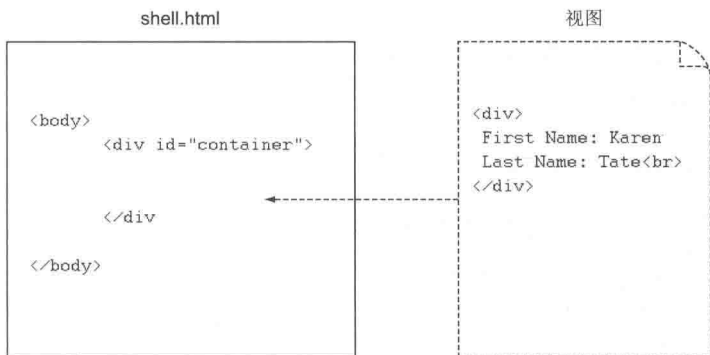 shell.html
<body>
<div id="container">
</div
</body>
视图
<div>
First Name: Karen
Last Name: Tate<br>
</div>